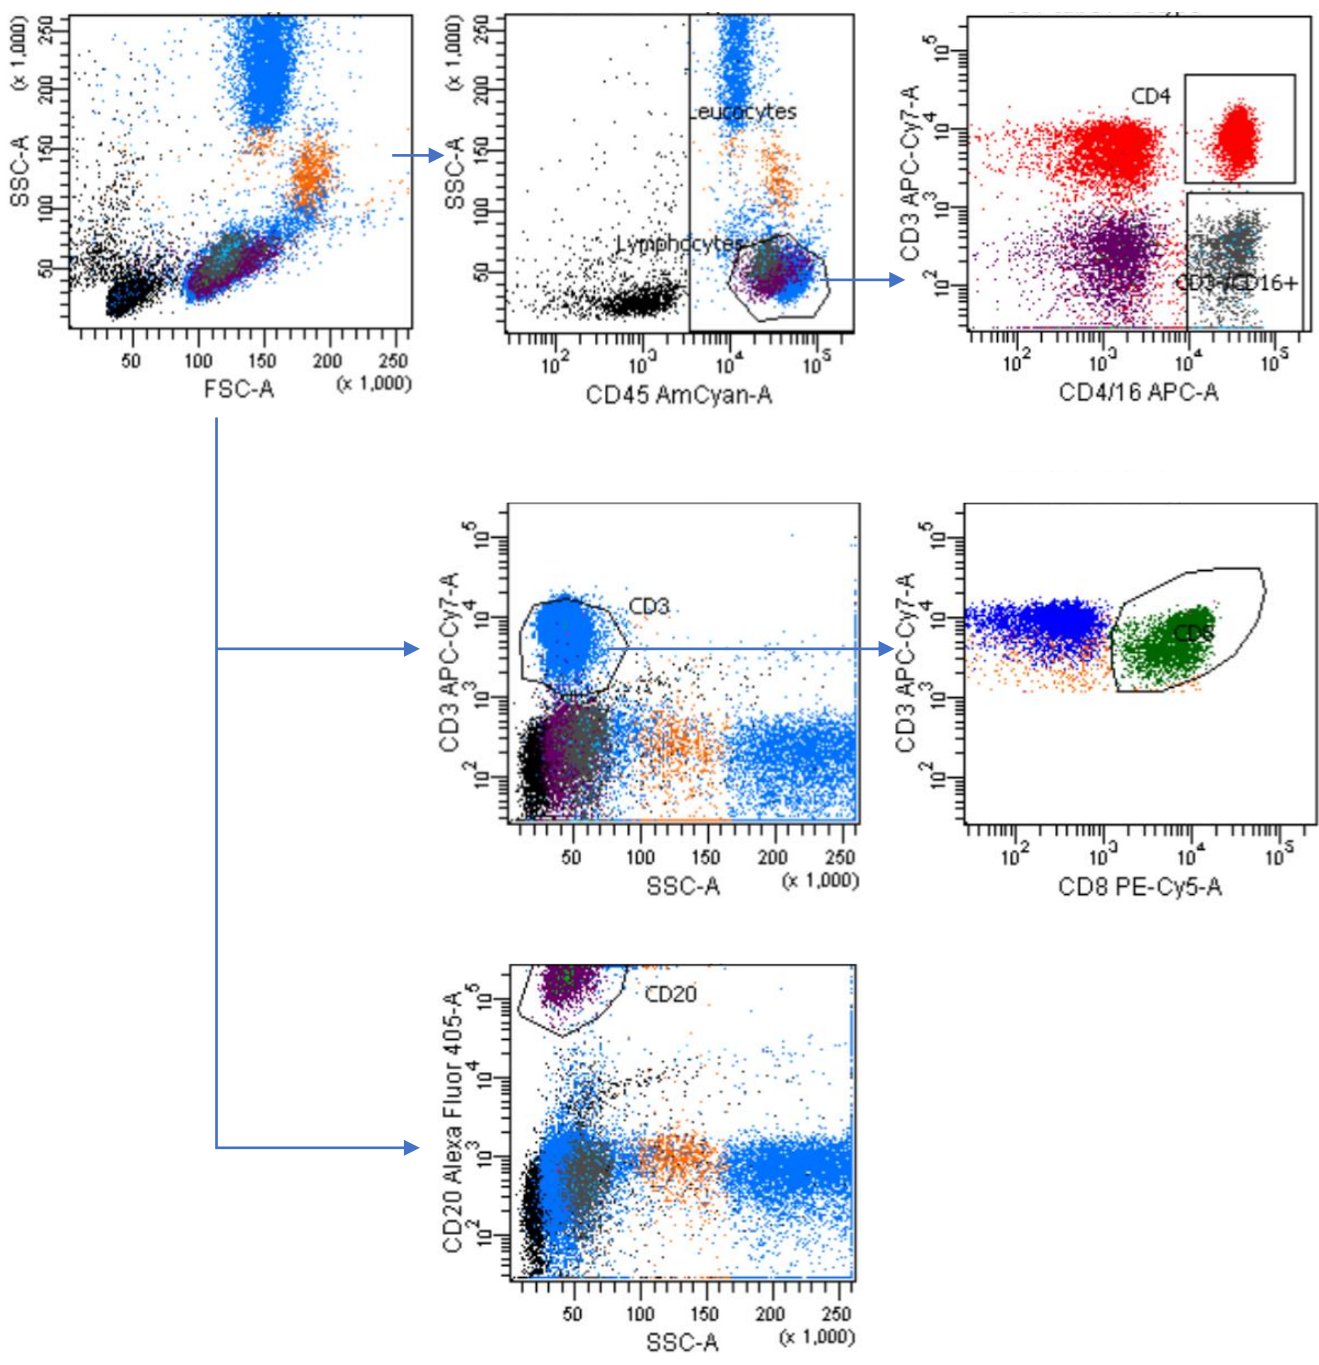 (x 1,000)
SSC-A
250
200
150
100
50
50 100 150 200 250
FSC-A (x 1,000)
(x 1,000)
SSC-A
250
200
150
100
50
Leucocytes
Lymphocytes
10² 10³ 10⁴ 10⁵
CD45 AmCyan-A
CD3 APC-Cy7-A
10⁵
10⁴
10³
10²
CD4
CD3-/CD16+
10² 10³ 10⁴ 10⁵
CD4/16 APC-A
CD3 APC-Cy7-A
10⁵
10⁴
10³
10²
CD3
50 100 150 200 250
SSC-A (x 1,000)
CD3 APC-Cy7-A
10⁵
10⁴
10³
10²
CD8
10² 10³ 10⁴ 10⁵
CD8 PE-Cy5-A
CD20 Alexa Fluor 405-A
10⁵
10⁴
10³
10²
CD20
50 100 150 200 250
SSC-A (x 1,000)